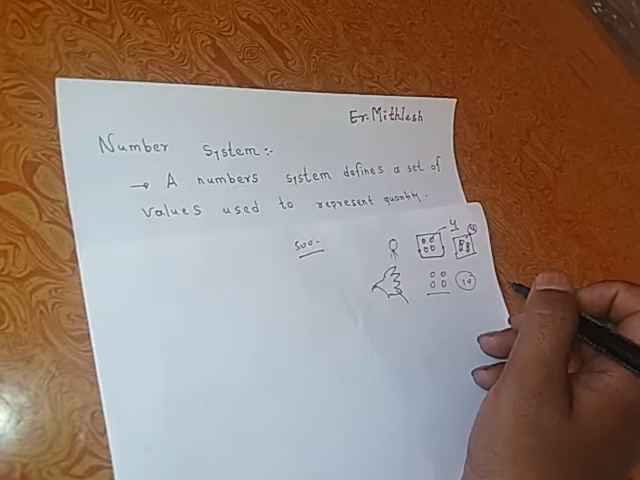 Er. Mithlesh
Number System:-
→ A numbers system defines a set of
values used to represent quantity.
500-
4
10